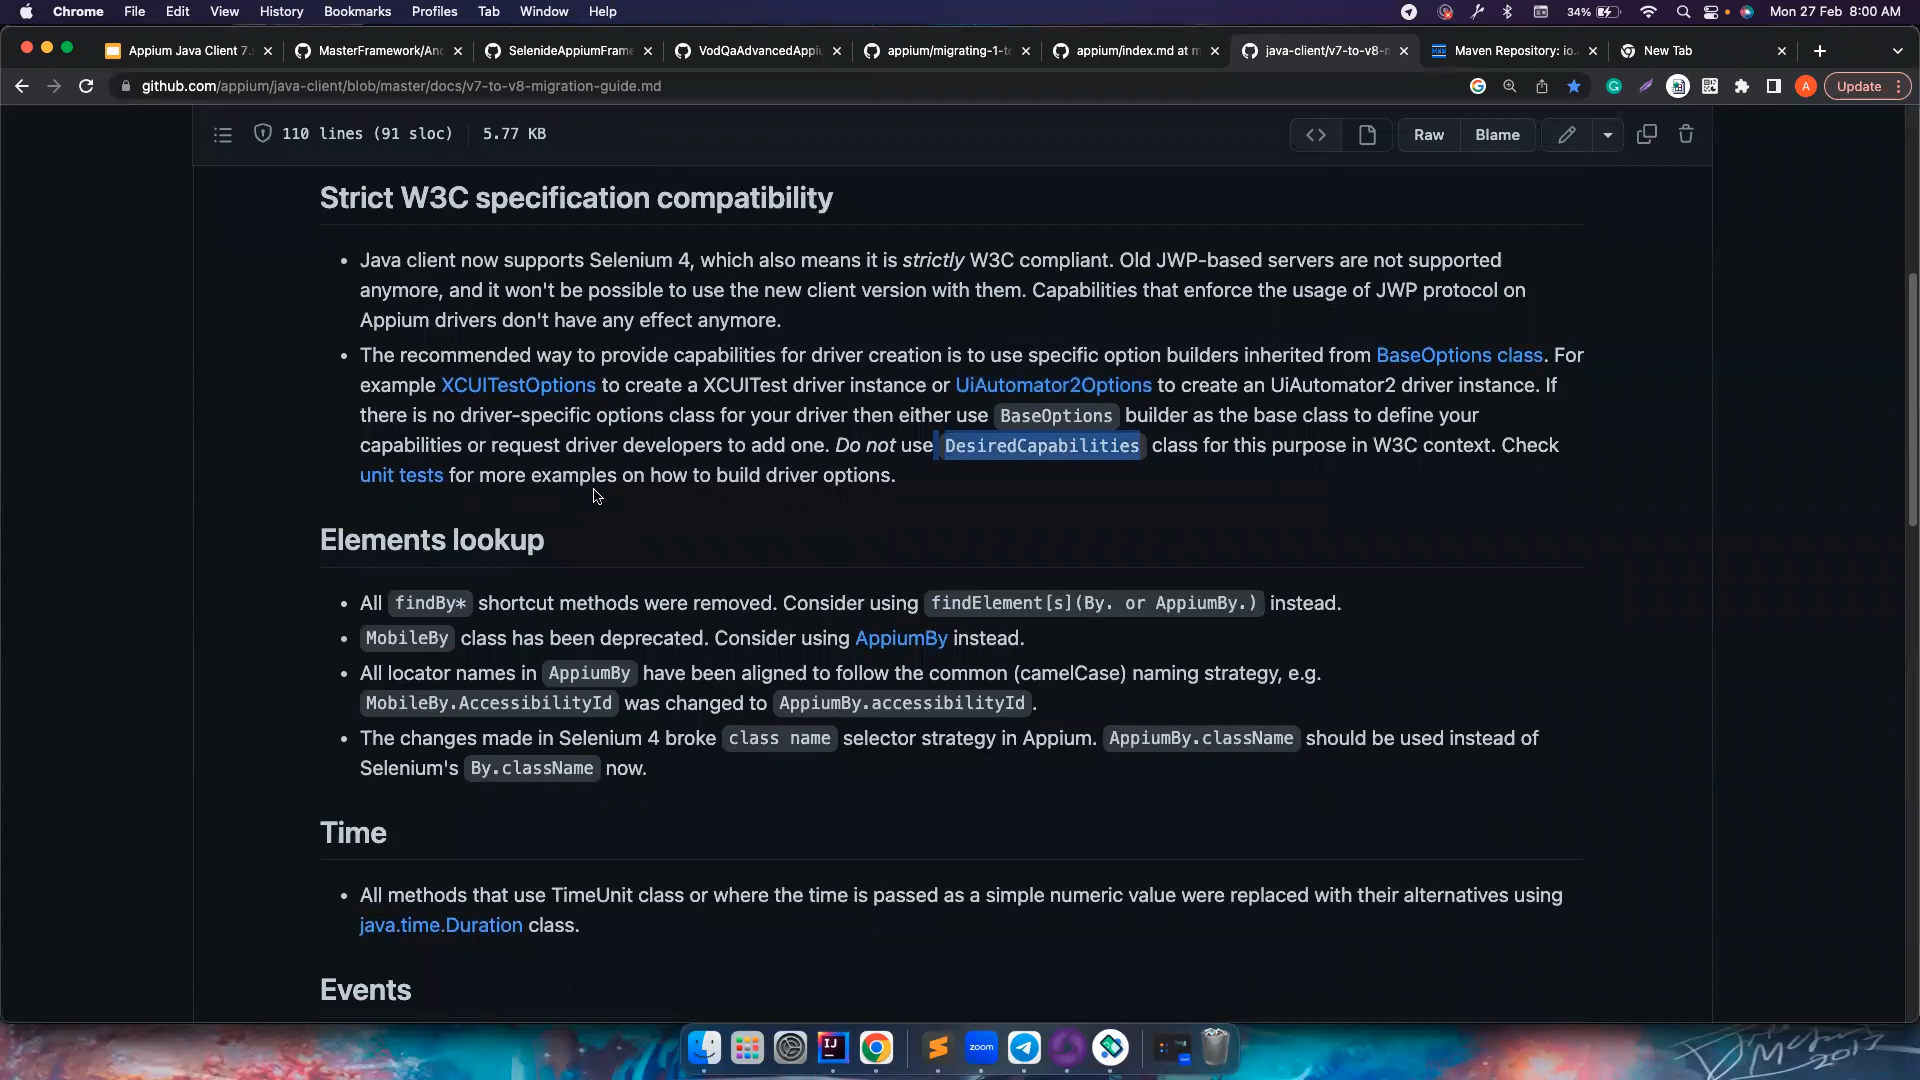 Chrome File Edit View History Bookmarks Profiles Tab Window Help 34% Mon 27 Feb 8:00 AM
Appium Java Client 7. MasterFramework/An SelenideAppiumFrame VodQaAdvancedAppi appium/migrating-1-t appium/index.md at m java-client/v7-to-v8- Maven Repository: io. New Tab
github.com/appium/java-client/blob/master/docs/v7-to-v8-migration-guide.md A Update
110 lines (91 sloc) 5.77 KB Raw Blame
Strict W3C specification compatibility
• Java client now supports Selenium 4, which also means it is strictly W3C compliant. Old JWP-based servers are not supported
anymore, and it won't be possible to use the new client version with them. Capabilities that enforce the usage of JWP protocol on
Appium drivers don't have any effect anymore.
• The recommended way to provide capabilities for driver creation is to use specific option builders inherited from BaseOptions class. For
example XCUITestOptions to create a XCUITest driver instance or UiAutomator2Options to create an UiAutomator2 driver instance. If
there is no driver-specific options class for your driver then either use BaseOptions builder as the base class to define your
capabilities or request driver developers to add one. Do not use DesiredCapabilities class for this purpose in W3C context. Check
unit tests for more examples on how to build driver options.
Elements lookup
• All findBy* shortcut methods were removed. Consider using findElement[s](By. or AppiumBy.) instead.
• MobileBy class has been deprecated. Consider using AppiumBy instead.
• All locator names in AppiumBy have been aligned to follow the common (camelCase) naming strategy, e.g.
MobileBy.AccessibilityId was changed to AppiumBy.accessibilityId.
• The changes made in Selenium 4 broke class name selector strategy in Appium. AppiumBy.className should be used instead of
Selenium's By.className now.
Time
• All methods that use TimeUnit class or where the time is passed as a simple numeric value were replaced with their alternatives using
java.time.Duration class.
Events
IJ zoom
2017